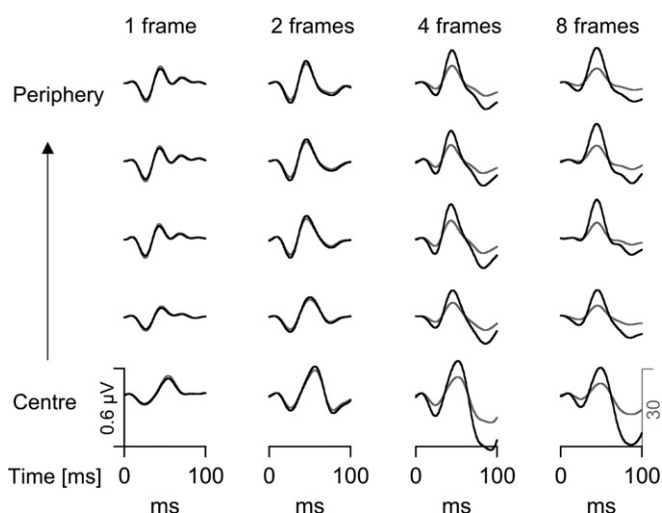 1 frame 2 frames 4 frames 8 frames
Periphery
Centre
0.6 µV
30
Time [ms] 0 100 0 100 0 100 0 100
ms ms ms ms